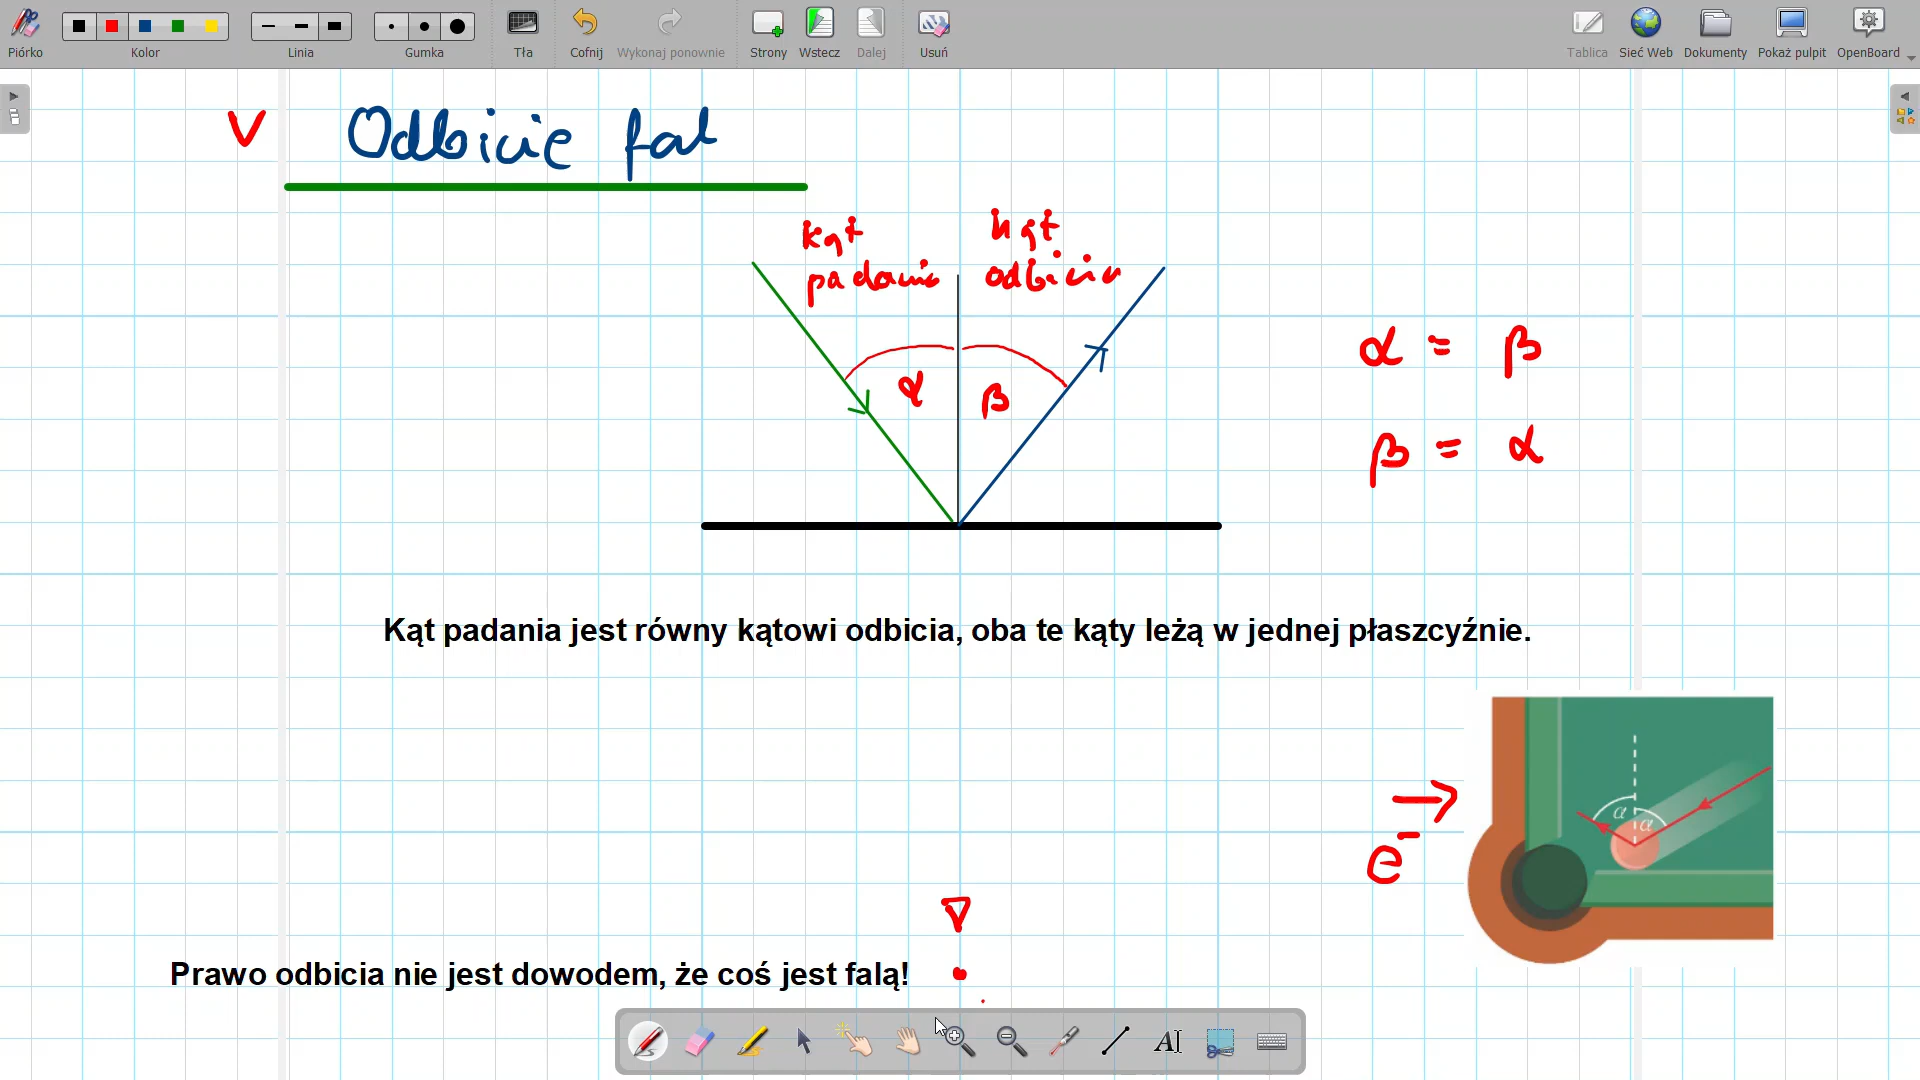 Piórko
Kolor
Linia
Gumka
Tła
Cofnij
Wykonaj ponownie
Strony
Wstecz
Dalej
Usuń
Tablica
Sieć Web
Dokumenty
Pokaż pulpit
OpenBoard
V Odbicie fal
kąt
padania
kąt
odbicia
α
β
α = β
β = α
Kąt padania jest równy kątowi odbicia, oba te kąty leżą w jednej płaszcyźnie.
α
α
e⁻
Prawo odbicia nie jest dowodem, że coś jest falą!